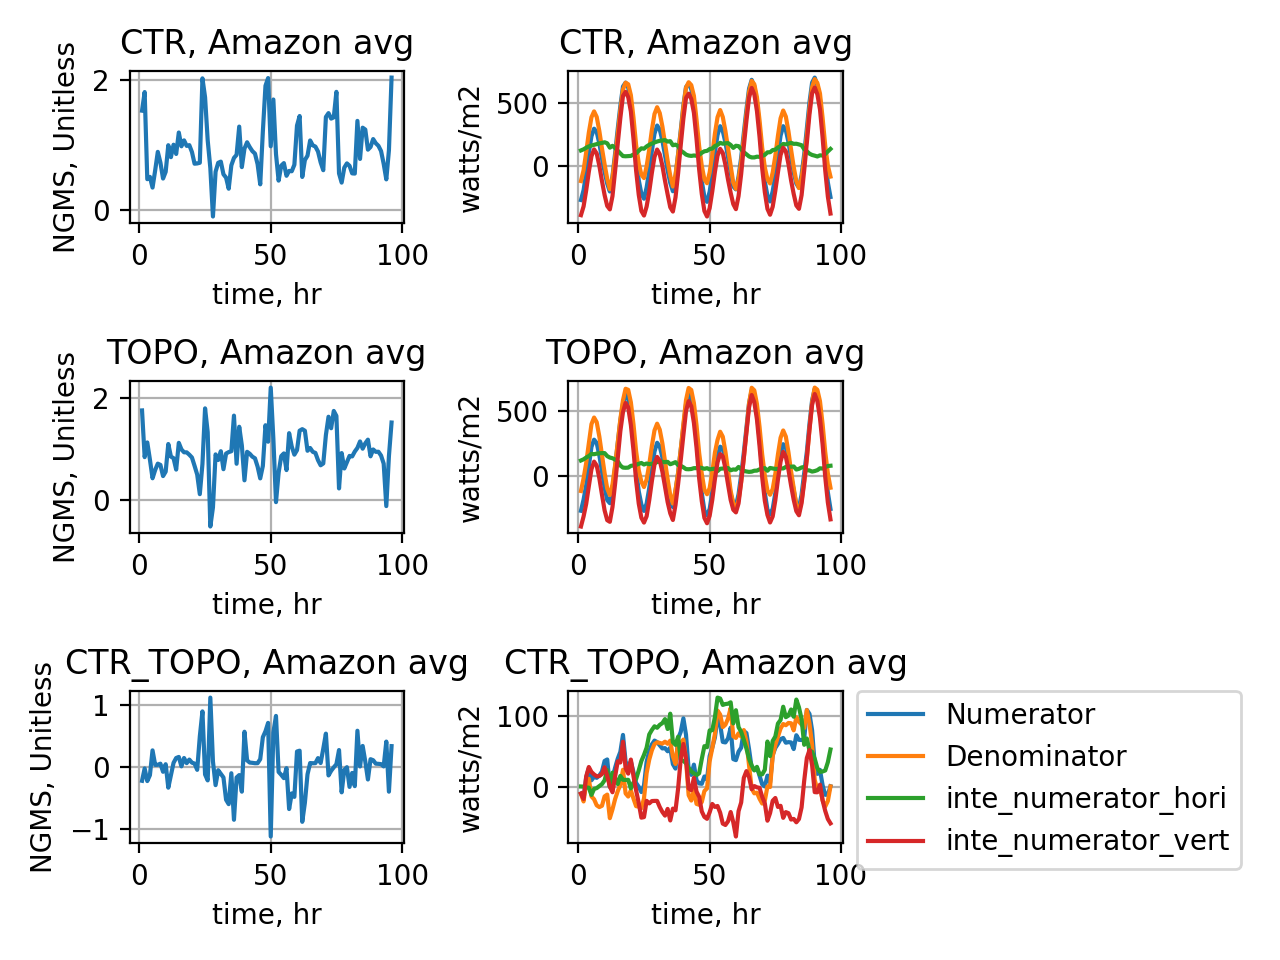 CTR, Amazon avg
NGMS, Unitless
2
0
0 50 100
time, hr
CTR, Amazon avg
watts/m2
500
0
0 50 100
time, hr
TOPO, Amazon avg
NGMS, Unitless
2
0
0 50 100
time, hr
TOPO, Amazon avg
watts/m2
500
0
0 50 100
time, hr
CTR_TOPO, Amazon avg
NGMS, Unitless
1
0
−1
0 50 100
time, hr
CTR_TOPO, Amazon avg
watts/m2
100
0
0 50 100
time, hr
Numerator
Denominator
inte_numerator_hori
inte_numerator_vert